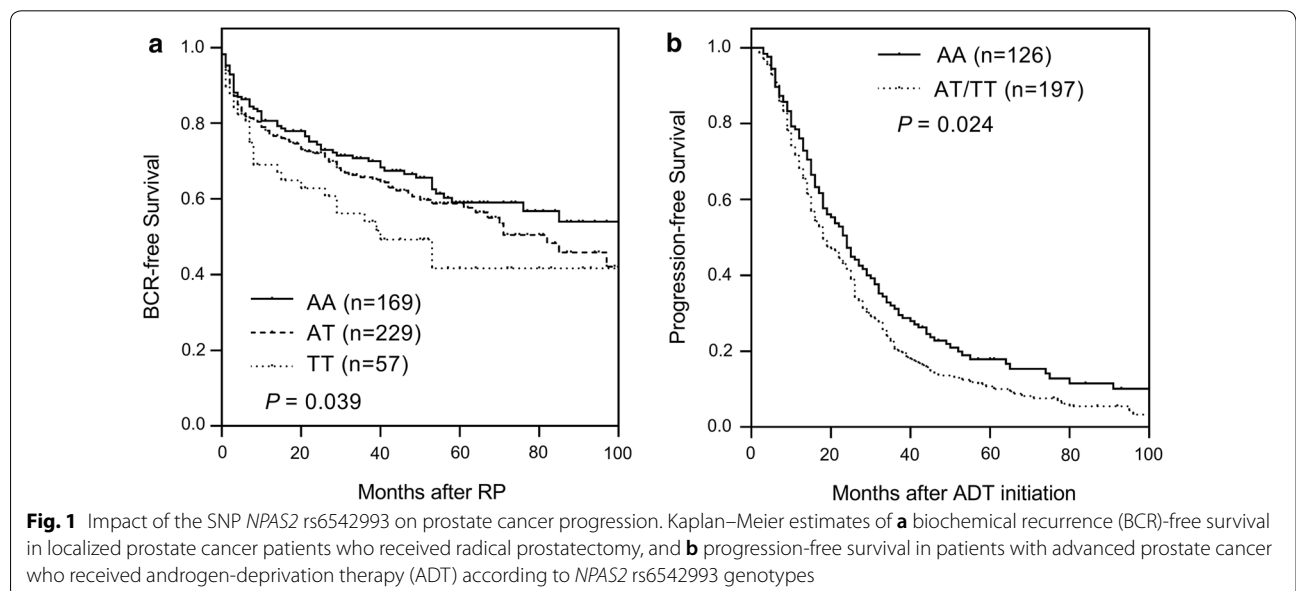 a
BCR-free Survival
1.0
0.8
0.6
0.4
0.2
0.0
AA (n=169)
AT (n=229)
TT (n=57)
P = 0.039
0 20 40 60 80 100
Months after RP
b
Progression-free Survival
1.0
0.8
0.6
0.4
0.2
0.0
AA (n=126)
AT/TT (n=197)
P = 0.024
0 20 40 60 80 100
Months after ADT initiation
Fig. 1 Impact of the SNP NPAS2 rs6542993 on prostate cancer progression. Kaplan–Meier estimates of a biochemical recurrence (BCR)-free survival
in localized prostate cancer patients who received radical prostatectomy, and b progression-free survival in patients with advanced prostate cancer
who received androgen-deprivation therapy (ADT) according to NPAS2 rs6542993 genotypes